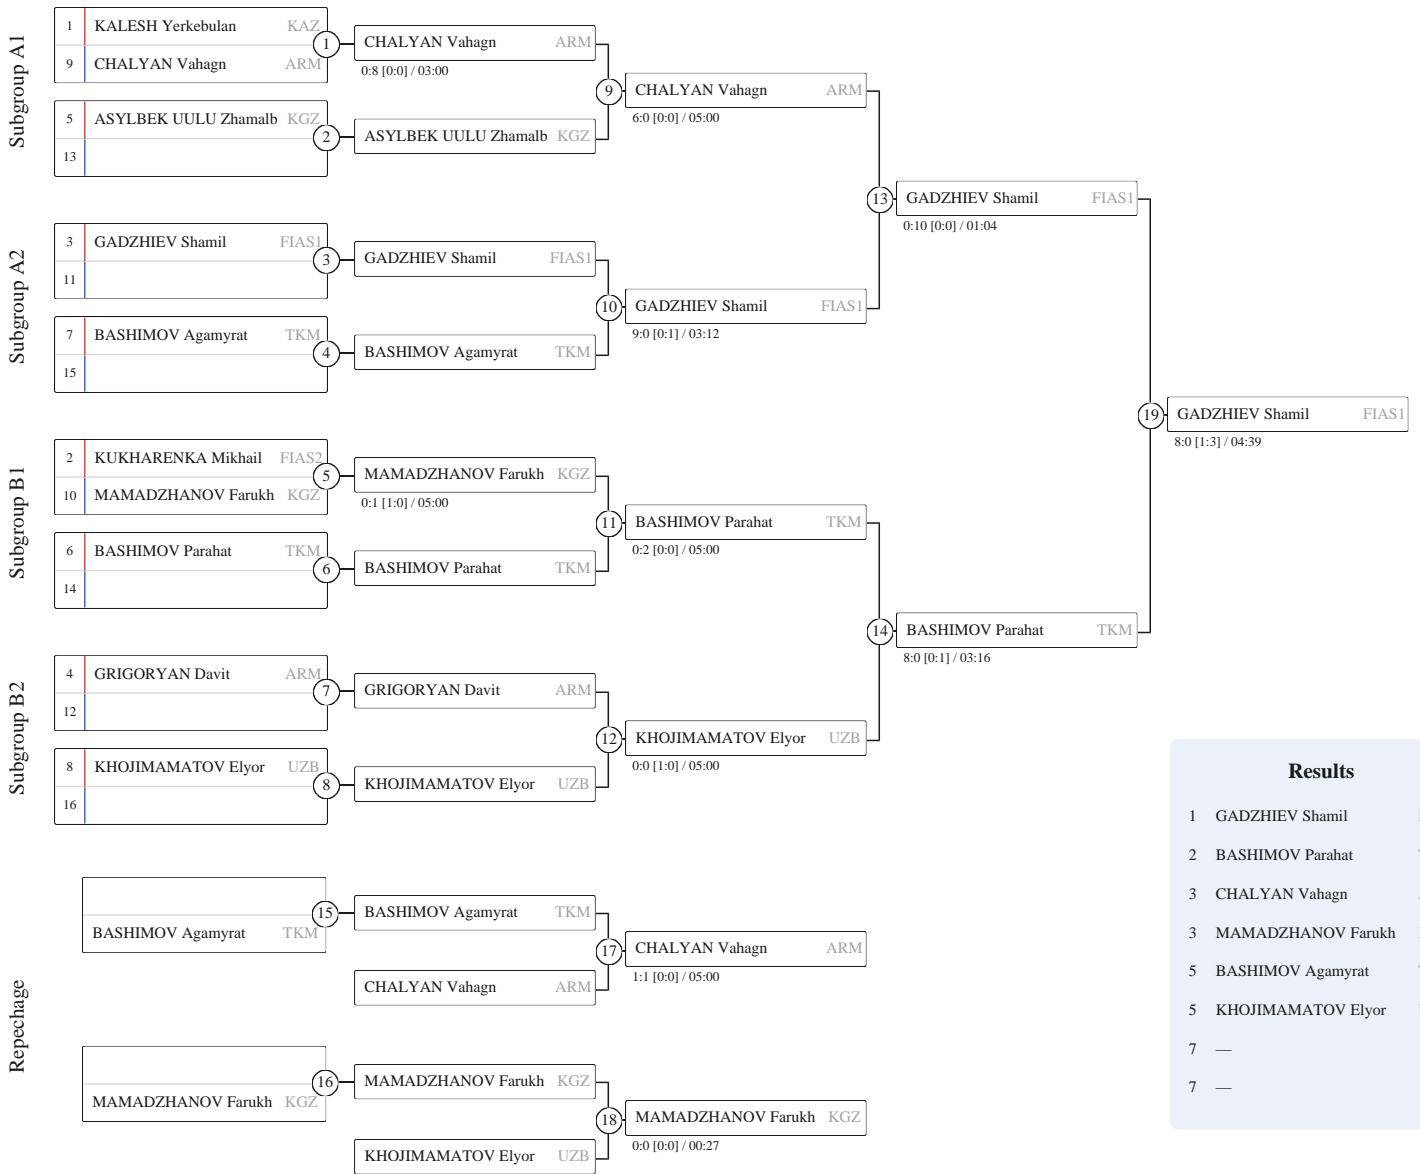 Subgroup A1
1 KALESH Yerkebulan KAZ
9 CHALYAN Vahagn ARM
1
CHALYAN Vahagn ARM
0:8 [0:0] / 03:00
5 ASYLBEK UULU Zhamalb KGZ
13
2
ASYLBEK UULU Zhamalb KGZ
9
CHALYAN Vahagn ARM
6:0 [0:0] / 05:00
Subgroup A2
3 GADZHIEV Shamil FIAS1
11
3
GADZHIEV Shamil FIAS1
7 BASHIMOV Agamyrat TKM
15
4
BASHIMOV Agamyrat TKM
10
GADZHIEV Shamil FIAS1
9:0 [0:1] / 03:12
13
GADZHIEV Shamil FIAS1
0:10 [0:0] / 01:04
Subgroup B1
2 KUKHARENKA Mikhail FIAS2
10 MAMADZHANOV Farukh KGZ
5
MAMADZHANOV Farukh KGZ
0:1 [1:0] / 05:00
6 BASHIMOV Parahat TKM
14
6
BASHIMOV Parahat TKM
11
BASHIMOV Parahat TKM
0:2 [0:0] / 05:00
Subgroup B2
4 GRIGORYAN Davit ARM
12
7
GRIGORYAN Davit ARM
8 KHOJIMAMATOV Elyor UZB
16
8
KHOJIMAMATOV Elyor UZB
12
KHOJIMAMATOV Elyor UZB
0:0 [1:0] / 05:00
14
BASHIMOV Parahat TKM
8:0 [0:1] / 03:16
19
GADZHIEV Shamil FIAS1
8:0 [1:3] / 04:39
Repechage
BASHIMOV Agamyrat TKM
15
BASHIMOV Agamyrat TKM
CHALYAN Vahagn ARM
17
CHALYAN Vahagn ARM
1:1 [0:0] / 05:00
MAMADZHANOV Farukh KGZ
16
MAMADZHANOV Farukh KGZ
KHOJIMAMATOV Elyor UZB
18
MAMADZHANOV Farukh KGZ
0:0 [0:0] / 00:27
Results
1 GADZHIEV Shamil
2 BASHIMOV Parahat
3 CHALYAN Vahagn
3 MAMADZHANOV Farukh
5 BASHIMOV Agamyrat
5 KHOJIMAMATOV Elyor
7 —
7 —